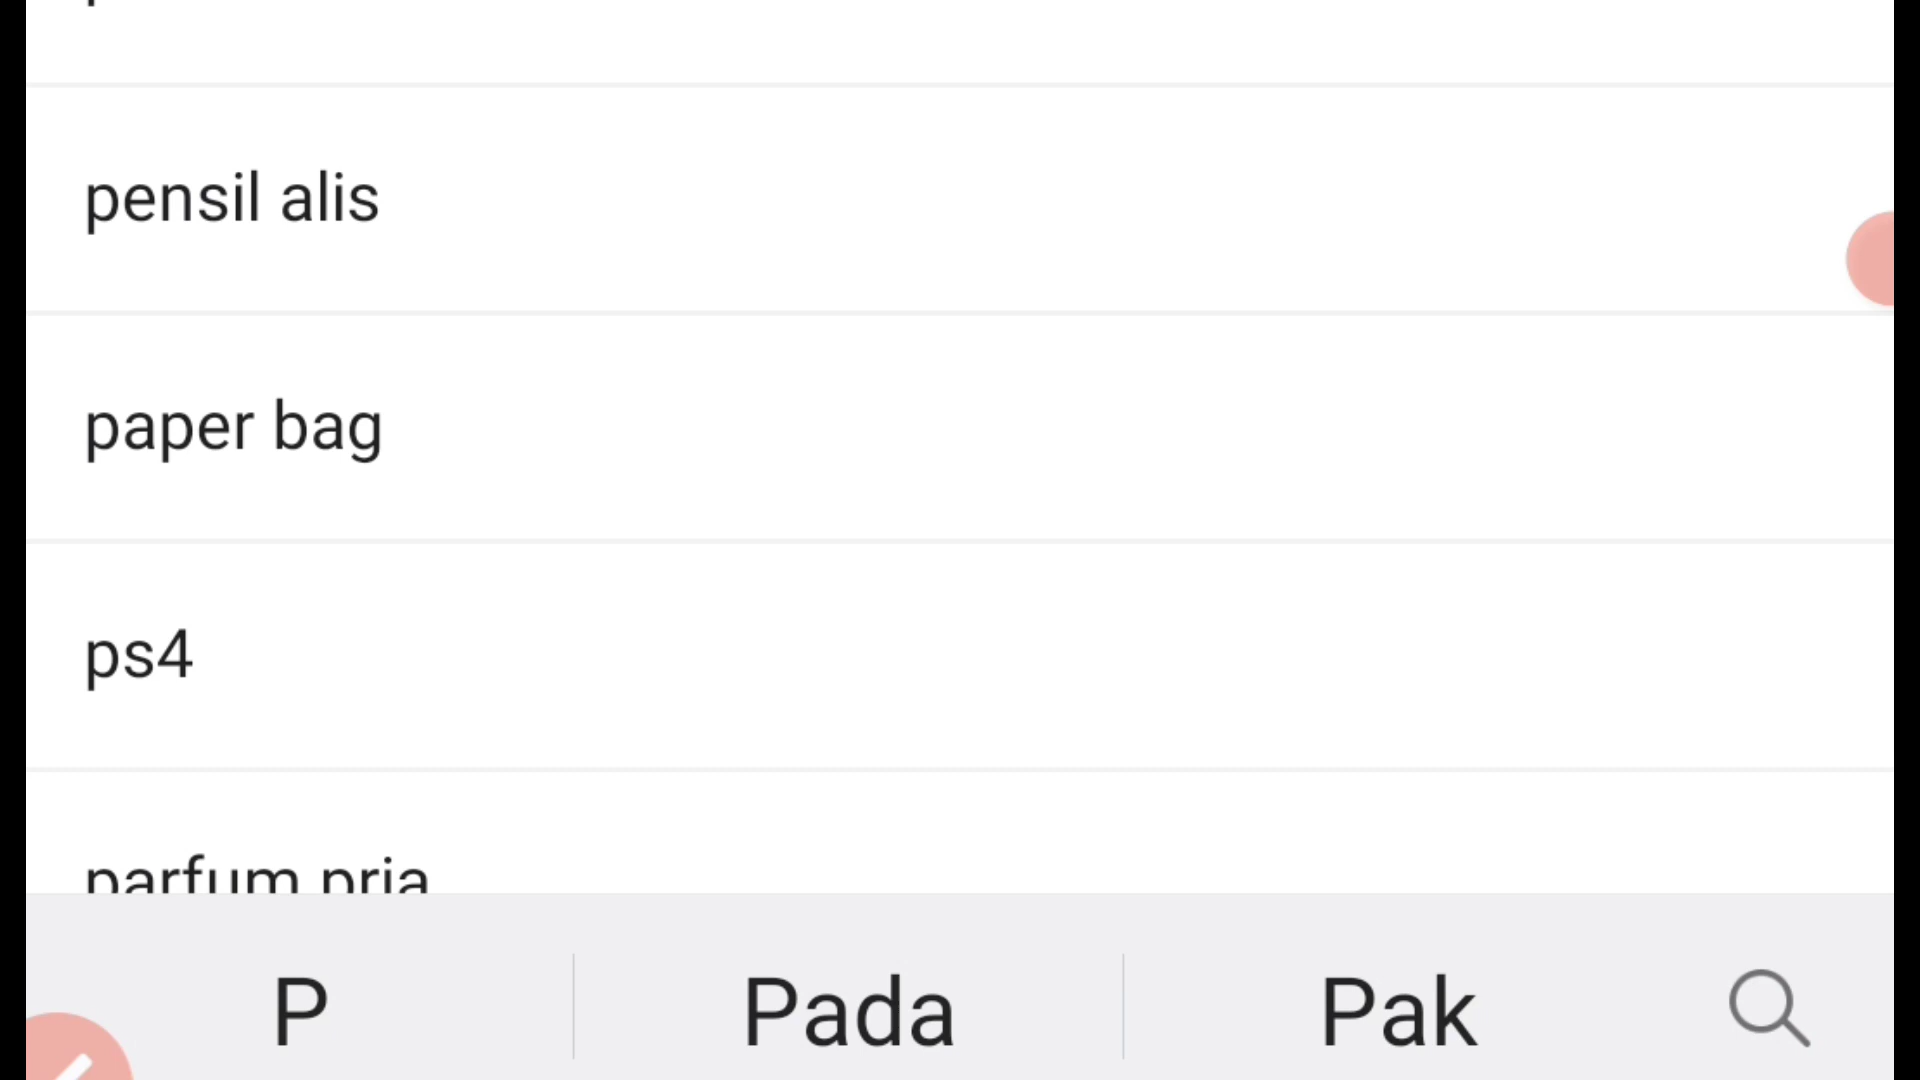 pensil alis
paper bag
ps4
parfum pria
P
Pada
Pak